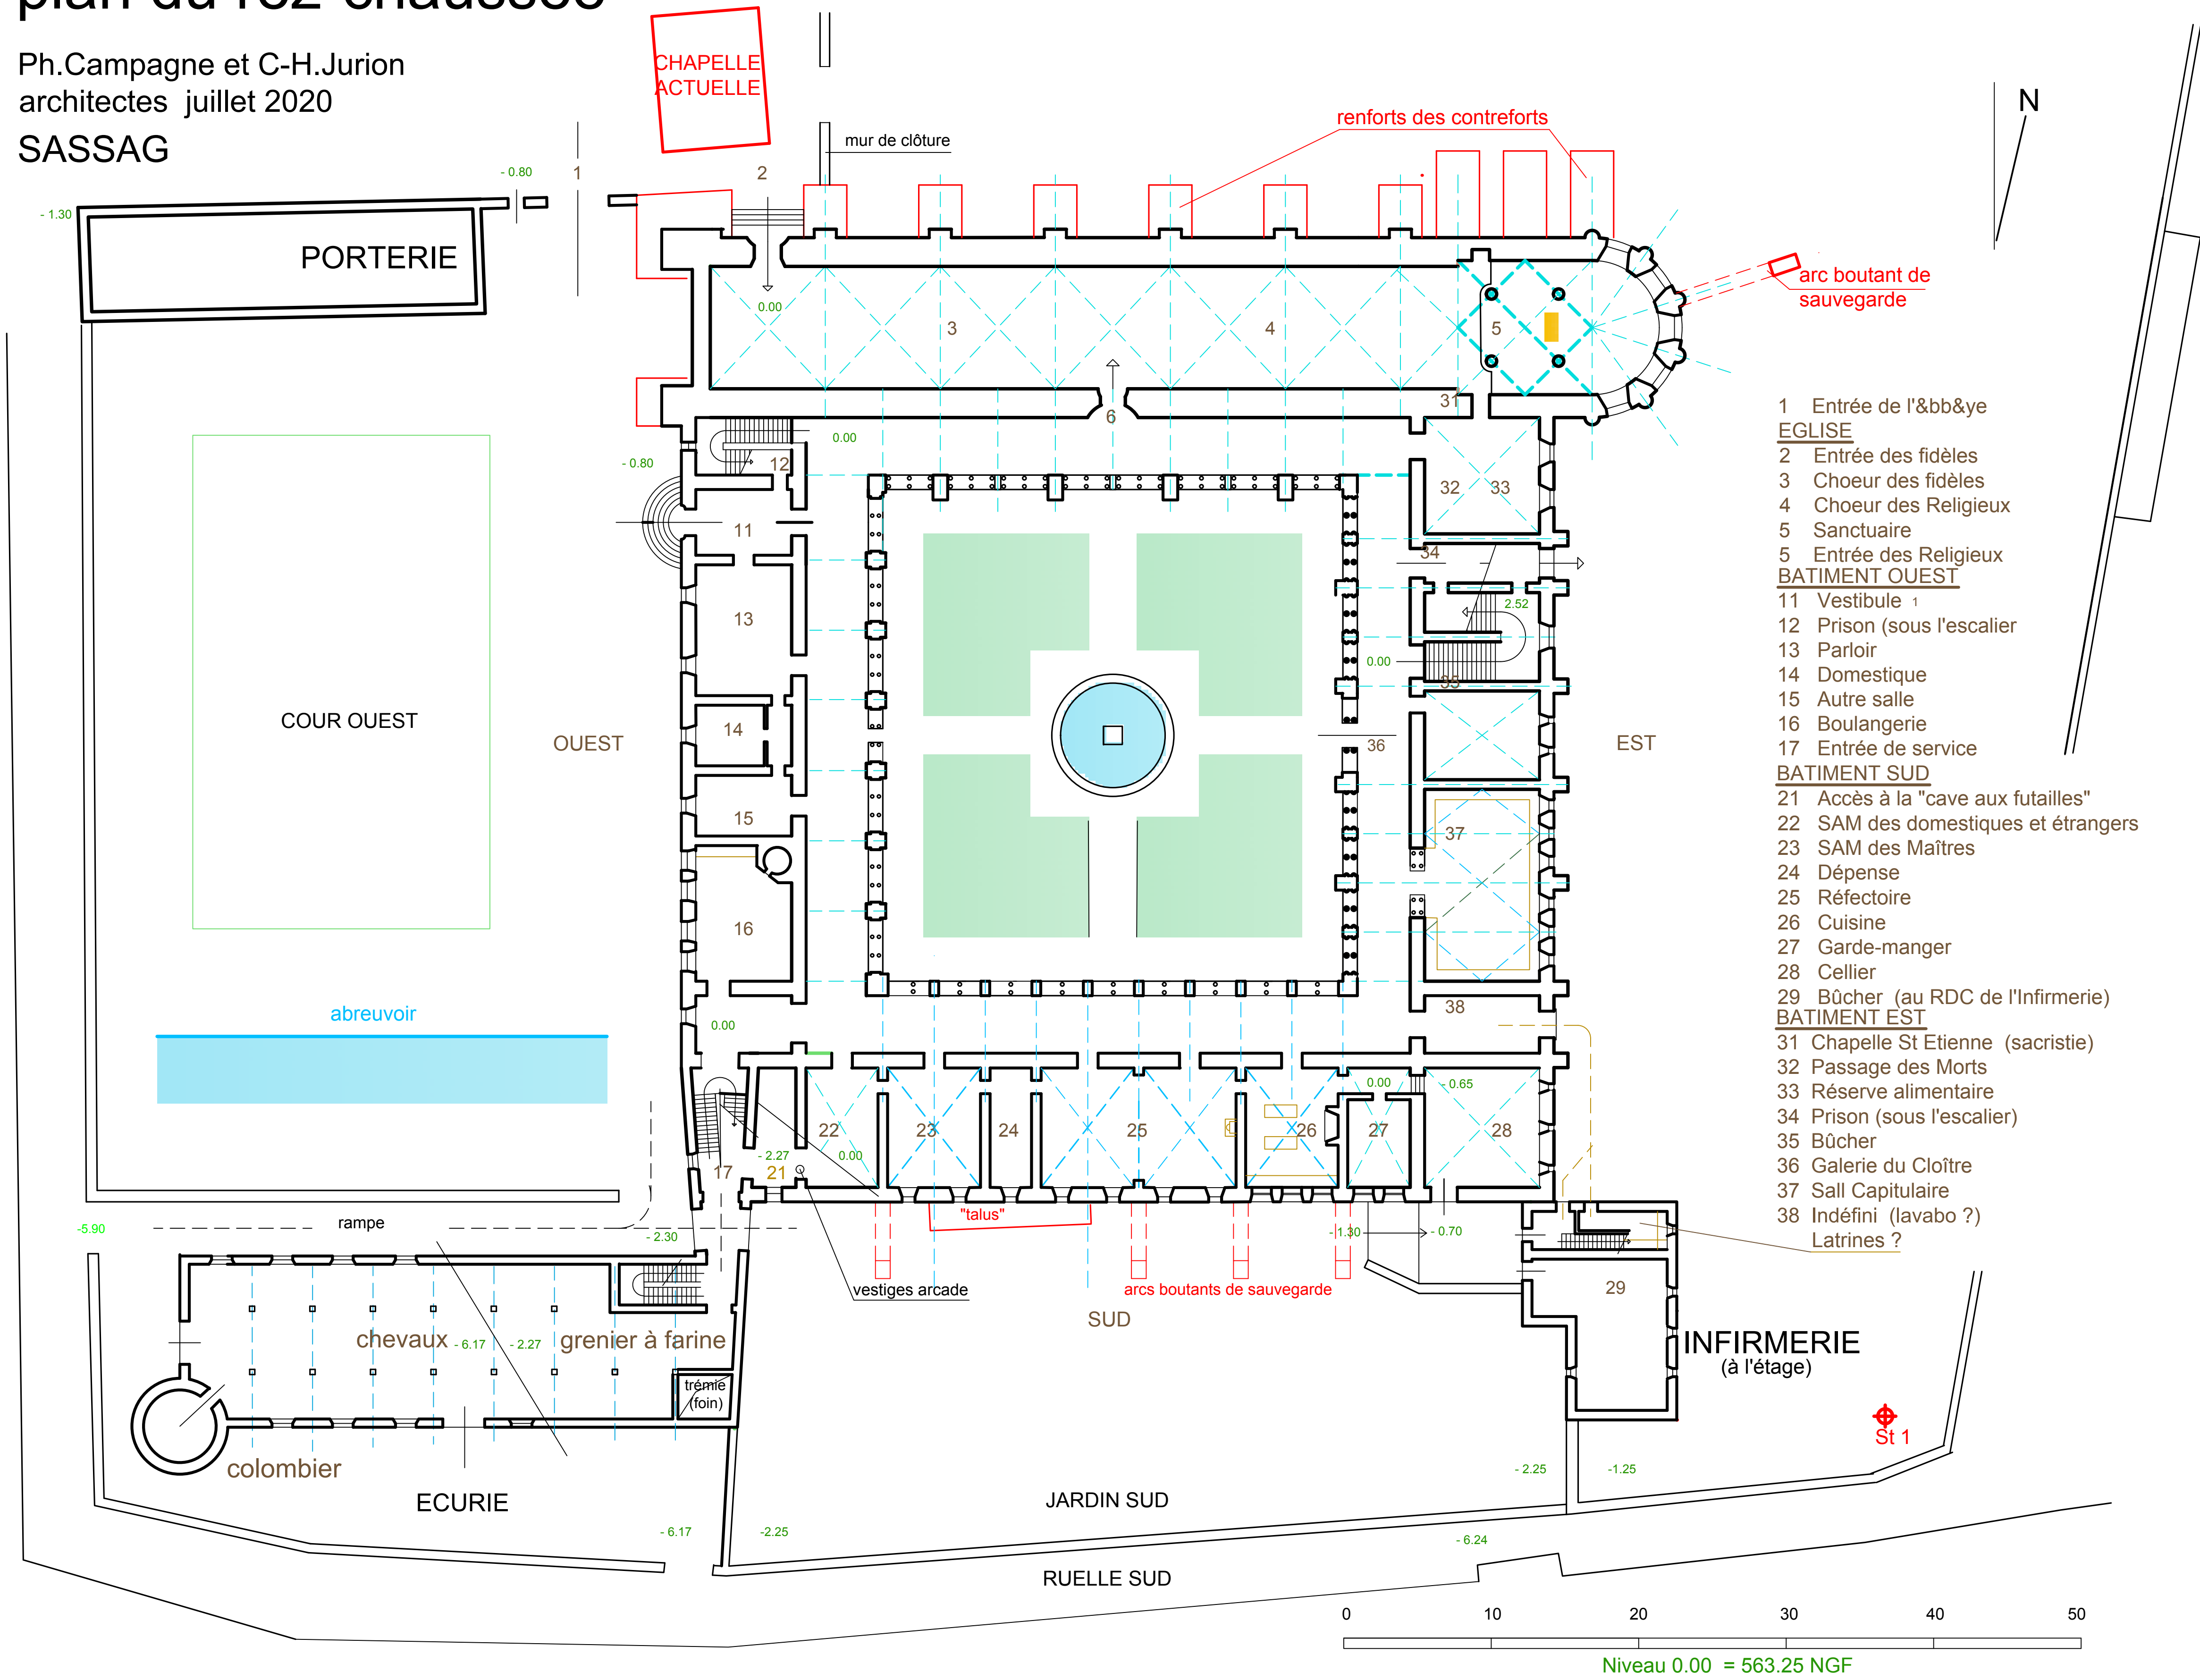 plan du rez-chaussée
Ph.Campagne et C-H.Jurion
architectes juillet 2020
SASSAG
CHAPELLE
ACTUELLE
mur de clôture
renforts des contreforts
N
- 0.80
1
2
- 1.30
PORTERIE
arc boutant de
sauvegarde
0.00
3
4
5
31
6
12
0.00
- 0.80
32
33
11
34
2.52
13
0.00
35
14
COUR OUEST
OUEST
36
EST
15
37
16
abreuvoir
0.00
38
0.00
- 0.65
22
23
24
25
26
27
28
- 2.27
0.00
17
21
"talus"
rampe
-5.90
- 2.30
- 1.30
- 0.70
vestiges arcade
arcs boutants de sauvegarde
29
SUD
chevaux
- 6.17
- 2.27
grenier à farine
INFIRMERIE
(à l'étage)
trémie
(foin)
St 1
colombier
- 2.25
-1.25
ECURIE
JARDIN SUD
- 6.17
-2.25
- 6.24
RUELLE SUD
1 Entrée de l'&bb&ye
EGLISE
2 Entrée des fidèles
3 Choeur des fidèles
4 Choeur des Religieux
5 Sanctuaire
5 Entrée des Religieux
BATIMENT OUEST
11 Vestibule 1
12 Prison (sous l'escalier
13 Parloir
14 Domestique
15 Autre salle
16 Boulangerie
17 Entrée de service
BATIMENT SUD
21 Accès à la "cave aux futailles"
22 SAM des domestiques et étrangers
23 SAM des Maîtres
24 Dépense
25 Réfectoire
26 Cuisine
27 Garde-manger
28 Cellier
29 Bûcher (au RDC de l'Infirmerie)
BATIMENT EST
31 Chapelle St Etienne (sacristie)
32 Passage des Morts
33 Réserve alimentaire
34 Prison (sous l'escalier)
35 Bûcher
36 Galerie du Cloître
37 Sall Capitulaire
38 Indéfini (lavabo ?)
Latrines ?
0 10 20 30 40 50
Niveau 0.00 = 563.25 NGF